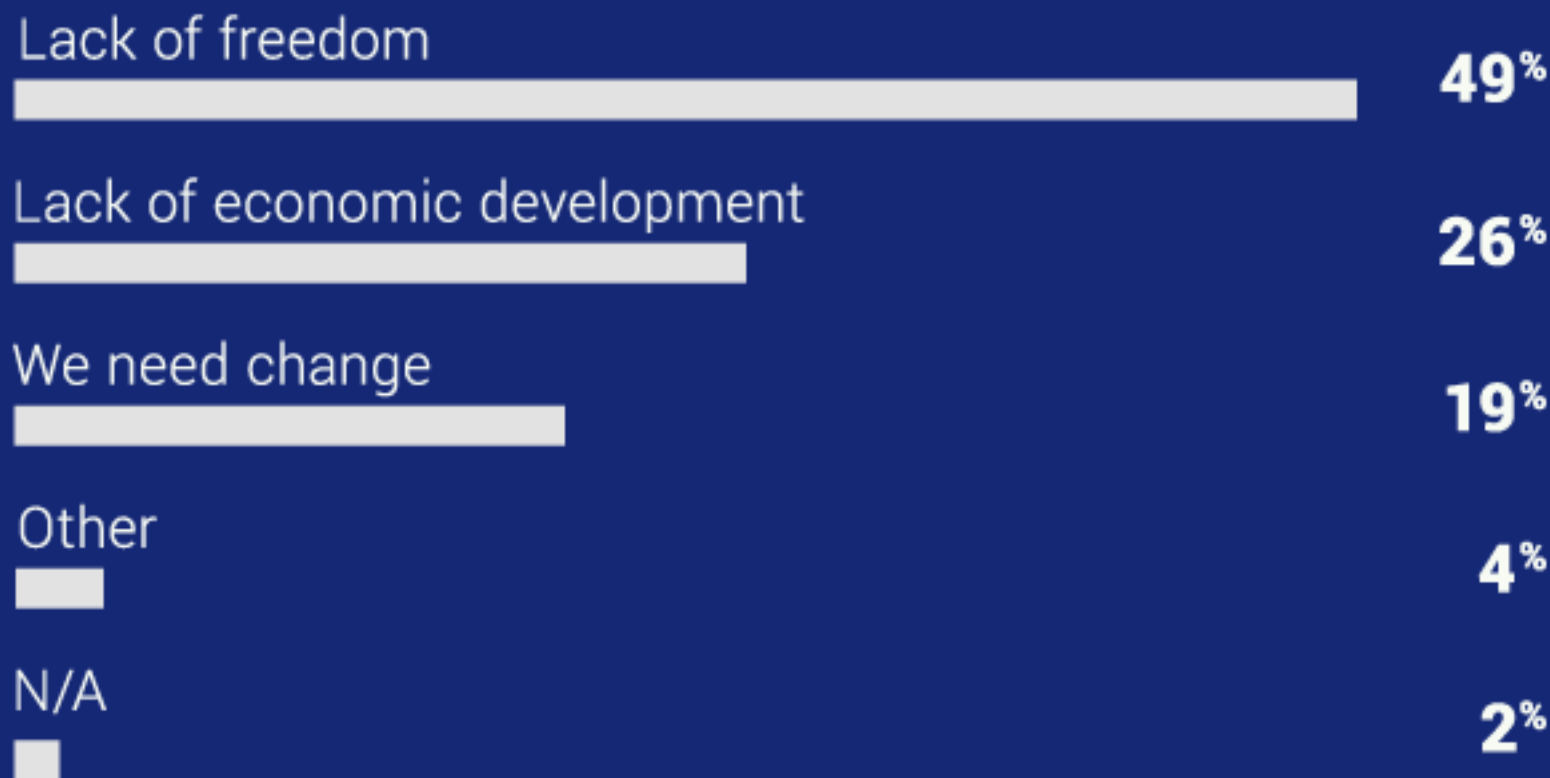 Lack of freedom
49%
Lack of economic development
26%
We need change
19%
Other
4%
N/A
2%